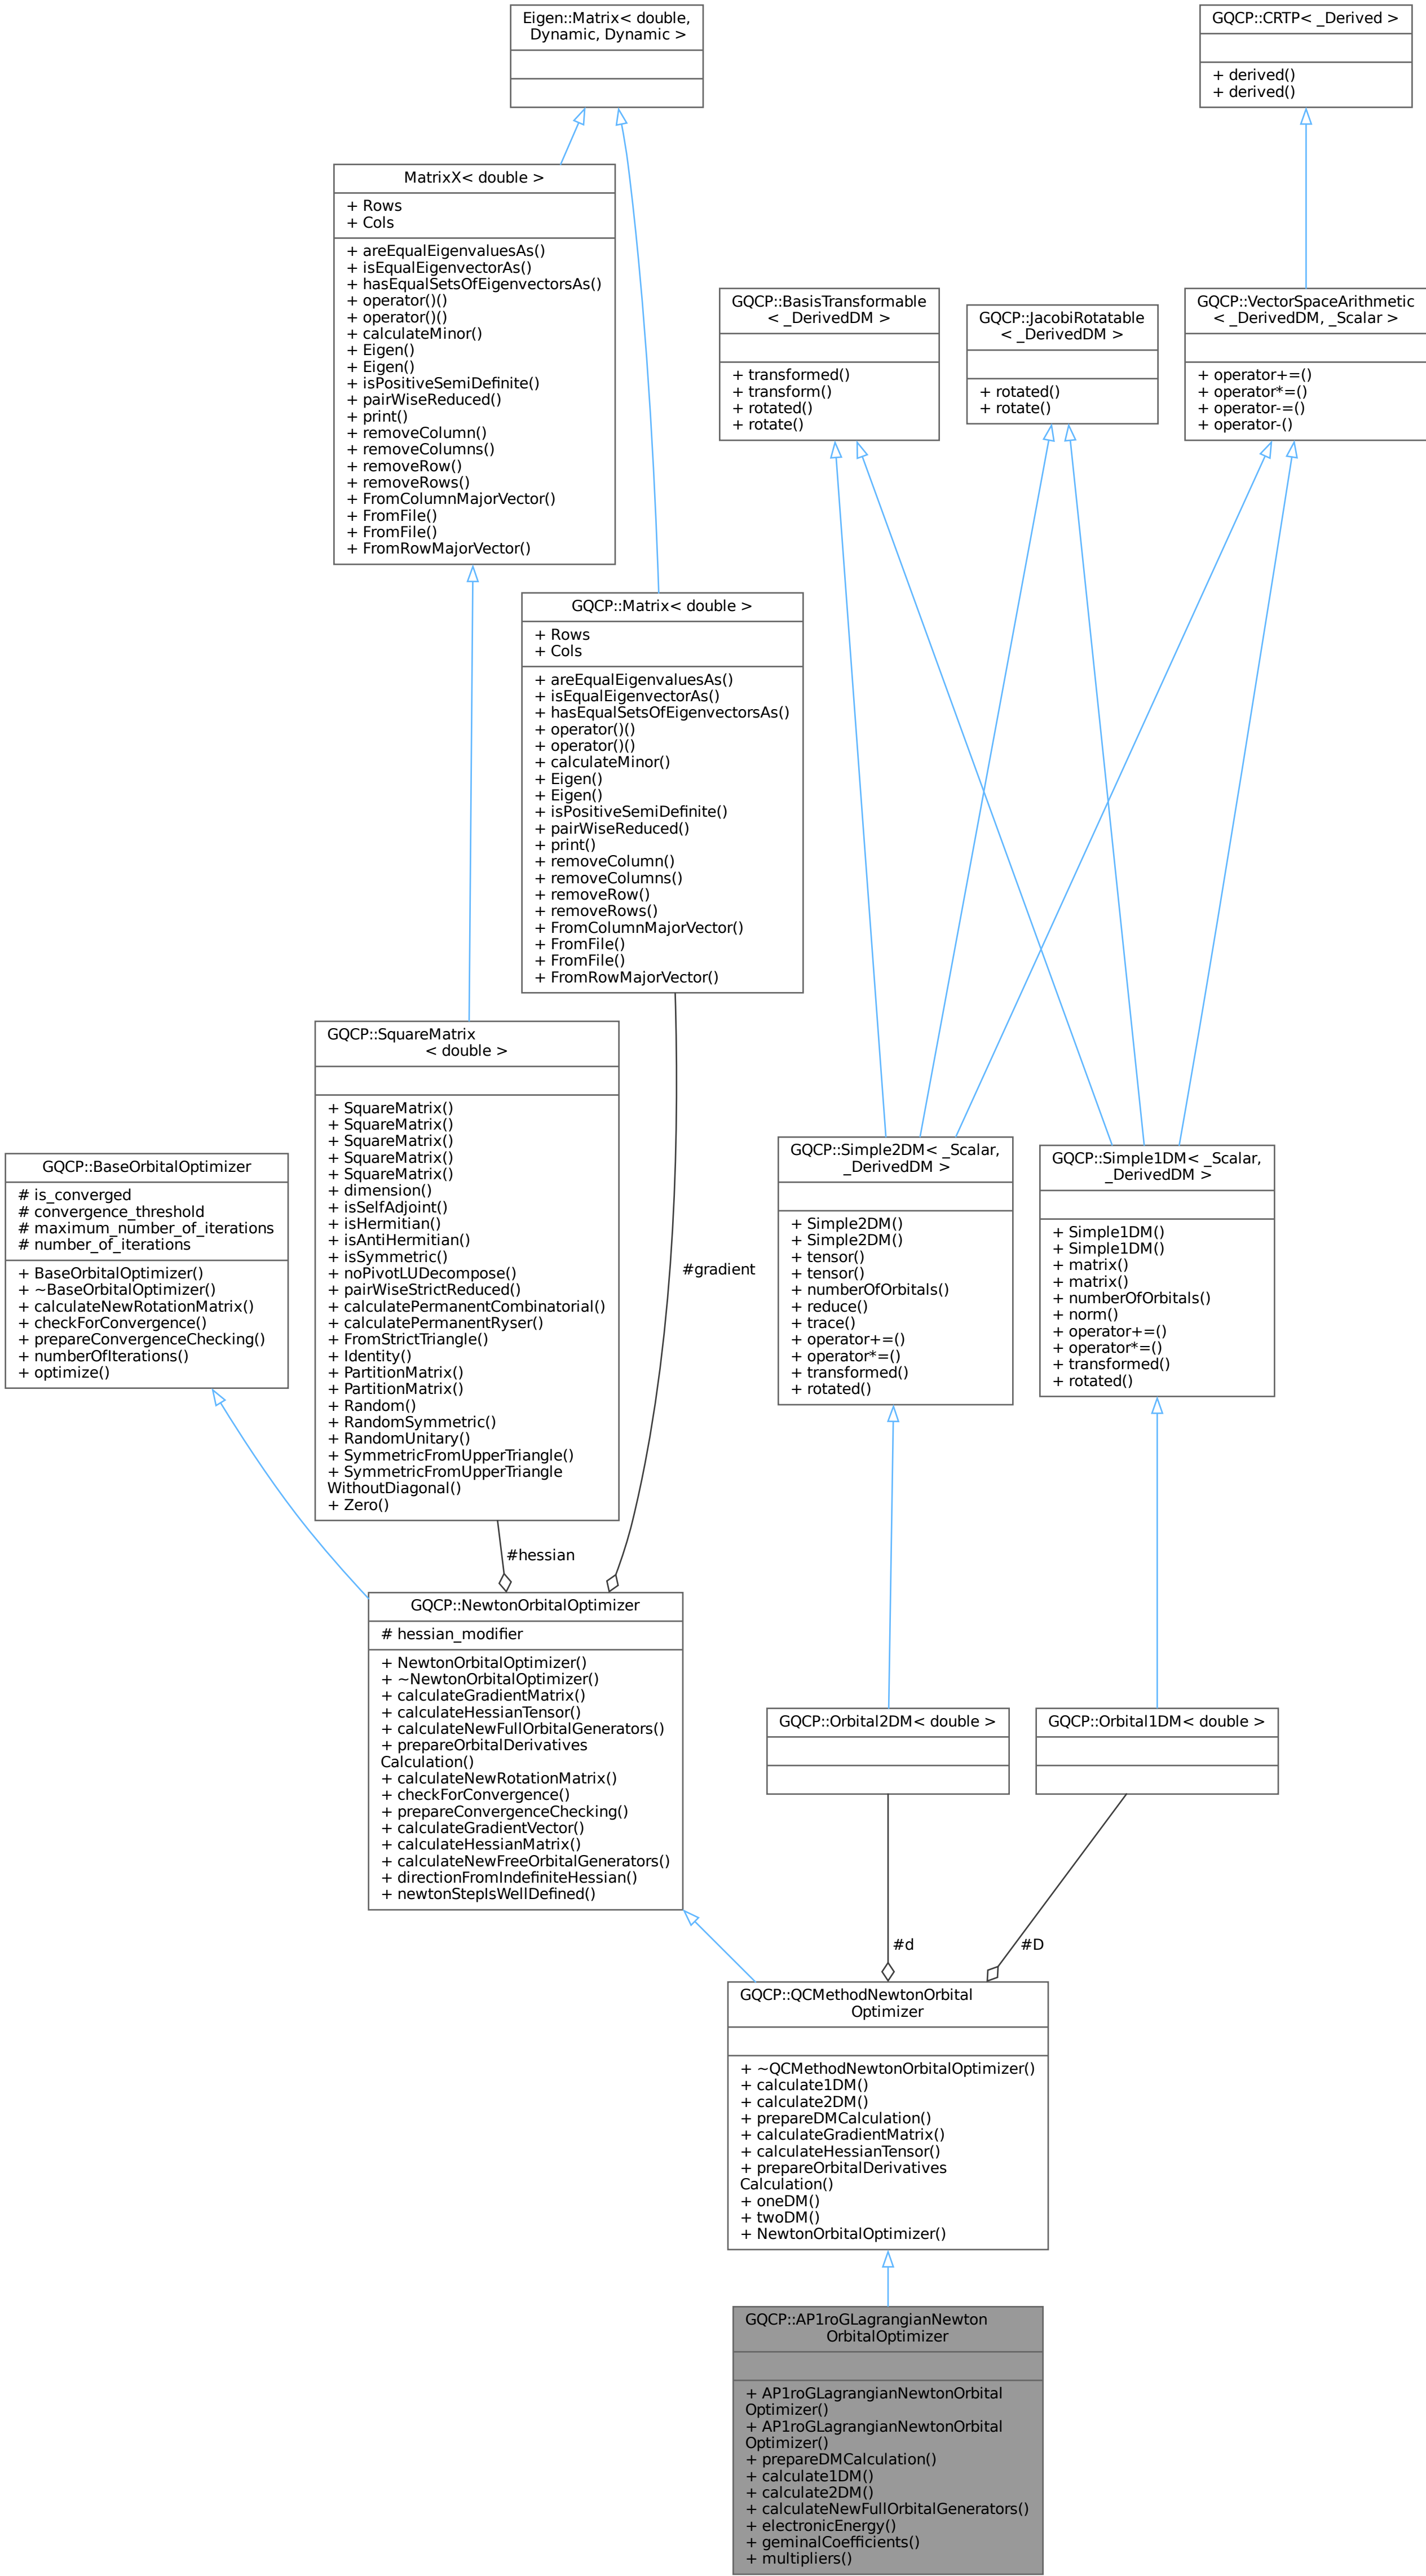 Eigen::Matrix< double,
Dynamic, Dynamic >
GQCP::CRTP< _Derived >
+ derived()
+ derived()
MatrixX< double >
+ Rows
+ Cols
+ areEqualEigenvaluesAs()
+ isEqualEigenvectorAs()
+ hasEqualSetsOfEigenvectorsAs()
+ operator()()
+ operator()()
+ calculateMinor()
+ Eigen()
+ Eigen()
+ isPositiveSemiDefinite()
+ pairWiseReduced()
+ print()
+ removeColumn()
+ removeColumns()
+ removeRow()
+ removeRows()
+ FromColumnMajorVector()
+ FromFile()
+ FromFile()
+ FromRowMajorVector()
GQCP::BasisTransformable
< _DerivedDM >
+ transformed()
+ transform()
+ rotated()
+ rotate()
GQCP::JacobiRotatable
< _DerivedDM >
+ rotated()
+ rotate()
GQCP::VectorSpaceArithmetic
< _DerivedDM, _Scalar >
+ operator+=()
+ operator*=()
+ operator-=()
+ operator-()
GQCP::Matrix< double >
+ Rows
+ Cols
+ areEqualEigenvaluesAs()
+ isEqualEigenvectorAs()
+ hasEqualSetsOfEigenvectorsAs()
+ operator()()
+ operator()()
+ calculateMinor()
+ Eigen()
+ Eigen()
+ isPositiveSemiDefinite()
+ pairWiseReduced()
+ print()
+ removeColumn()
+ removeColumns()
+ removeRow()
+ removeRows()
+ FromColumnMajorVector()
+ FromFile()
+ FromFile()
+ FromRowMajorVector()
GQCP::SquareMatrix
< double >
+ SquareMatrix()
+ SquareMatrix()
+ SquareMatrix()
+ SquareMatrix()
+ SquareMatrix()
+ dimension()
+ isSelfAdjoint()
+ isHermitian()
+ isAntiHermitian()
+ isSymmetric()
+ noPivotLUDecompose()
+ pairWiseStrictReduced()
+ calculatePermanentCombinatorial()
+ calculatePermanentRyser()
+ FromStrictTriangle()
+ Identity()
+ PartitionMatrix()
+ PartitionMatrix()
+ Random()
+ RandomSymmetric()
+ RandomUnitary()
+ SymmetricFromUpperTriangle()
+ SymmetricFromUpperTriangle
WithoutDiagonal()
+ Zero()
GQCP::BaseOrbitalOptimizer
# is_converged
# convergence_threshold
# maximum_number_of_iterations
# number_of_iterations
+ BaseOrbitalOptimizer()
+ ~BaseOrbitalOptimizer()
+ calculateNewRotationMatrix()
+ checkForConvergence()
+ prepareConvergenceChecking()
+ numberOfIterations()
+ optimize()
#gradient
GQCP::Simple2DM< _Scalar,
_DerivedDM >
+ Simple2DM()
+ Simple2DM()
+ tensor()
+ tensor()
+ numberOfOrbitals()
+ reduce()
+ trace()
+ operator+=()
+ operator*=()
+ transformed()
+ rotated()
GQCP::Simple1DM< _Scalar,
_DerivedDM >
+ Simple1DM()
+ Simple1DM()
+ matrix()
+ matrix()
+ numberOfOrbitals()
+ norm()
+ operator+=()
+ operator*=()
+ transformed()
+ rotated()
#hessian
GQCP::NewtonOrbitalOptimizer
# hessian_modifier
+ NewtonOrbitalOptimizer()
+ ~NewtonOrbitalOptimizer()
+ calculateGradientMatrix()
+ calculateHessianTensor()
+ calculateNewFullOrbitalGenerators()
+ prepareOrbitalDerivatives
Calculation()
+ calculateNewRotationMatrix()
+ checkForConvergence()
+ prepareConvergenceChecking()
+ calculateGradientVector()
+ calculateHessianMatrix()
+ calculateNewFreeOrbitalGenerators()
+ directionFromIndefiniteHessian()
+ newtonStepIsWellDefined()
GQCP::Orbital2DM< double >
GQCP::Orbital1DM< double >
#d
#D
GQCP::QCMethodNewtonOrbital
Optimizer
+ ~QCMethodNewtonOrbitalOptimizer()
+ calculate1DM()
+ calculate2DM()
+ prepareDMCalculation()
+ calculateGradientMatrix()
+ calculateHessianTensor()
+ prepareOrbitalDerivatives
Calculation()
+ oneDM()
+ twoDM()
+ NewtonOrbitalOptimizer()
GQCP::AP1roGLagrangianNewton
OrbitalOptimizer
+ AP1roGLagrangianNewtonOrbital
Optimizer()
+ AP1roGLagrangianNewtonOrbital
Optimizer()
+ prepareDMCalculation()
+ calculate1DM()
+ calculate2DM()
+ calculateNewFullOrbitalGenerators()
+ electronicEnergy()
+ geminalCoefficients()
+ multipliers()